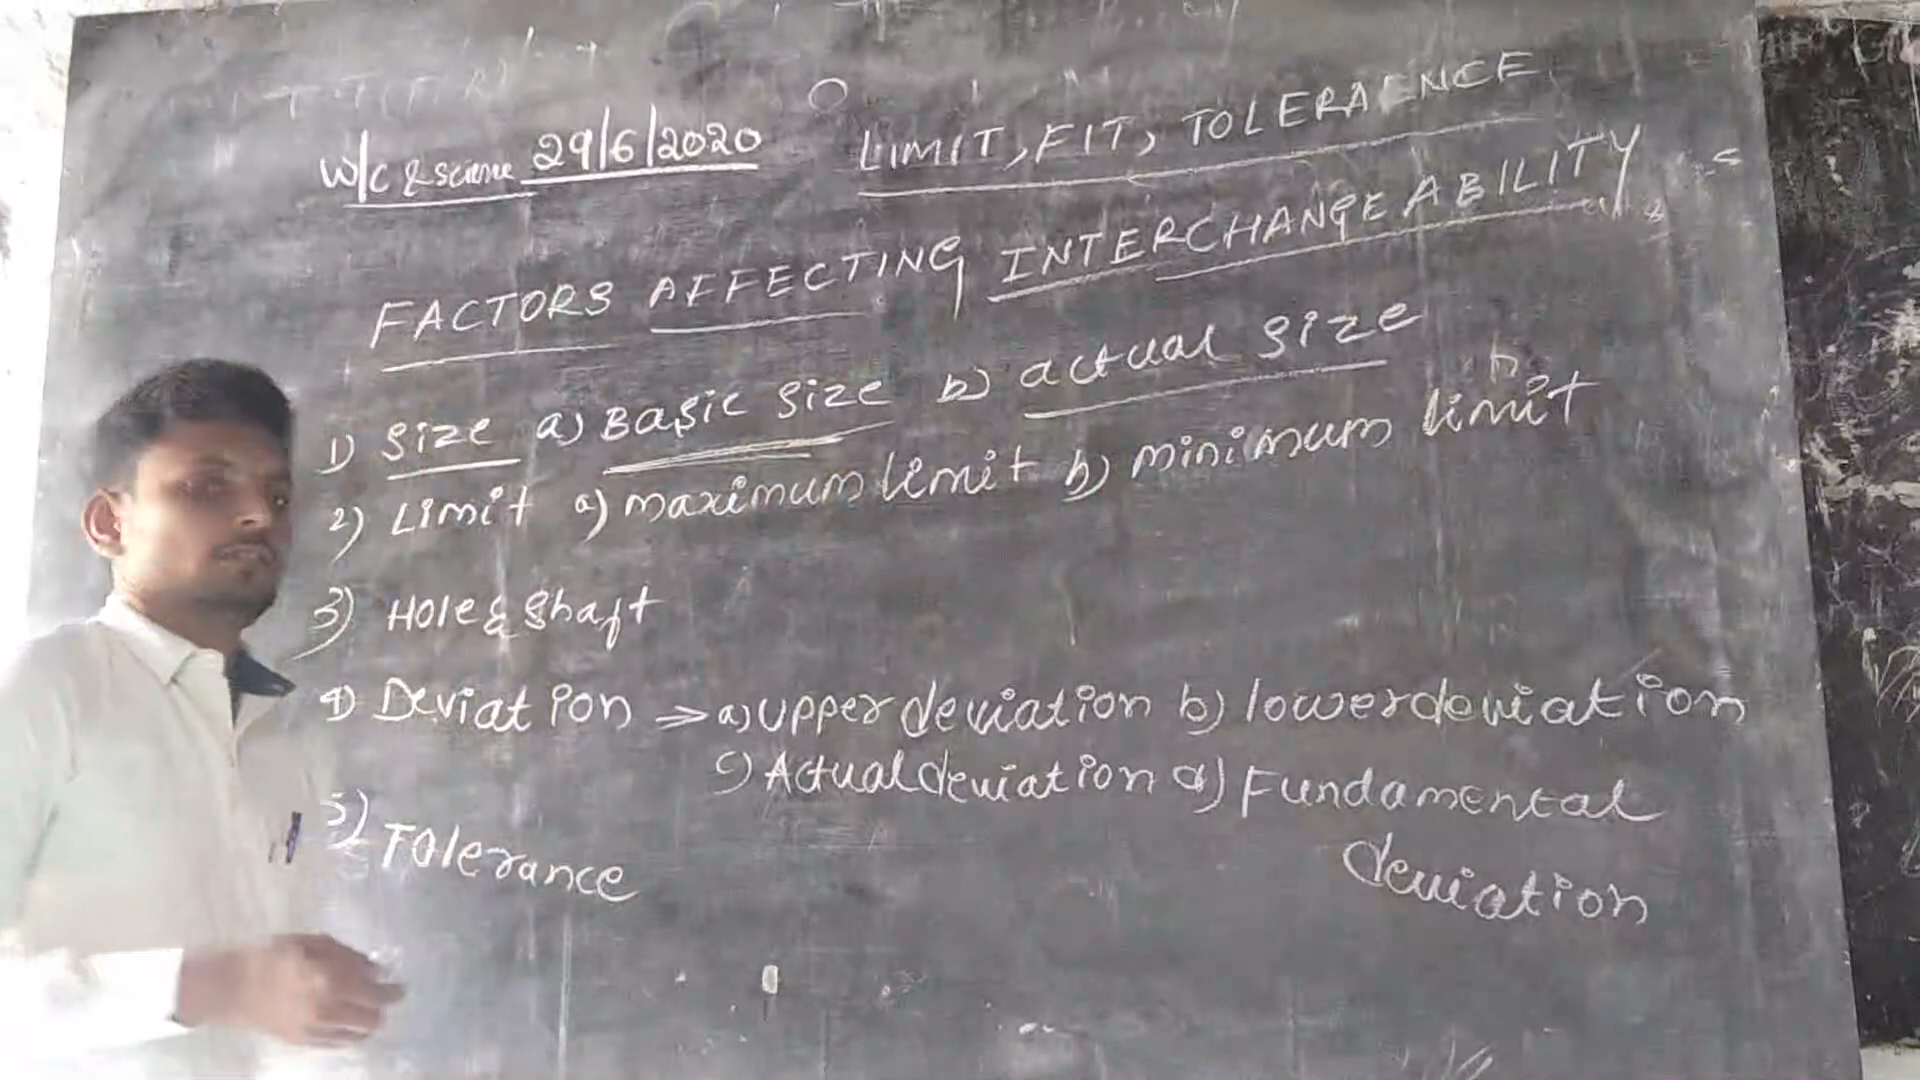 W/C & science 29/6/2020 LIMIT, FIT, TOLERAENCE
FACTORS AFFECTING INTERCHANGEABILITY
1) Size a) Basic Size b) actual size
2) Limit a) maximum limit b) minimum limit
3) Hole & shaft
4) Deviation ⇒ a) upper deviation b) lower deviation
c) Actual deviation d) Fundamental
deviation
5) Tolerance